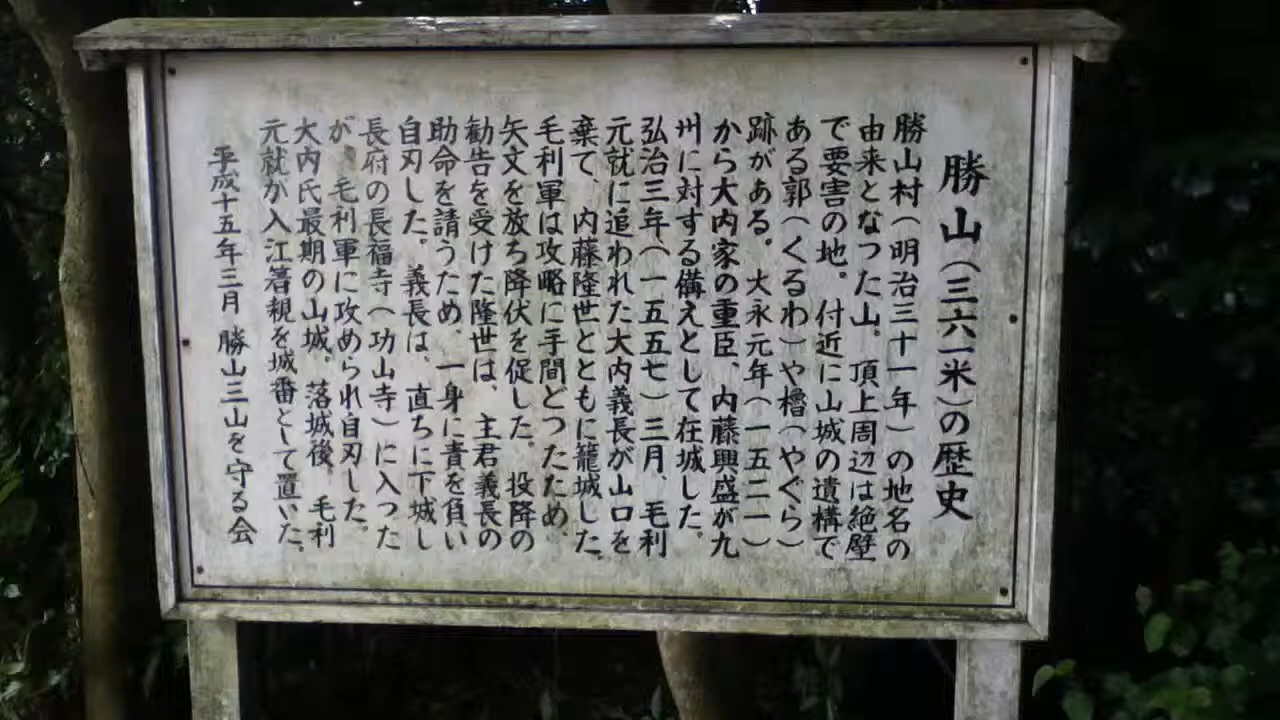 勝山（三六一米）の歴史
勝山村（明治三十一年）の地名の
由来となつた山。頂上周辺は絶壁
で要害の地。付近に山城の遺構で
ある郭（くるわ）や櫓（やぐら）
跡がある。大永元年（一五二一）
から大内家の重臣、内藤興盛が九
州に対する備えとして在城した。
弘治三年（一五五七）三月、毛利
元就に追われた大内義長が山口を
棄て、内藤隆世とともに籠城した。
毛利軍は攻略に手間どつたため、
矢文を放ち降伏を促した。投降の
勧告を受けた隆世は、主君義長の
助命を請うため、一身に責を負い
自刃した。義長は、直ちに下城し
長府の長福寺（功山寺）に入つた
が、毛利軍に攻められ自刃した。
大内氏最期の山城。落城後、毛利
元就が入江箸親を城番として置いた。
平成十五年三月 勝山三山を守る会